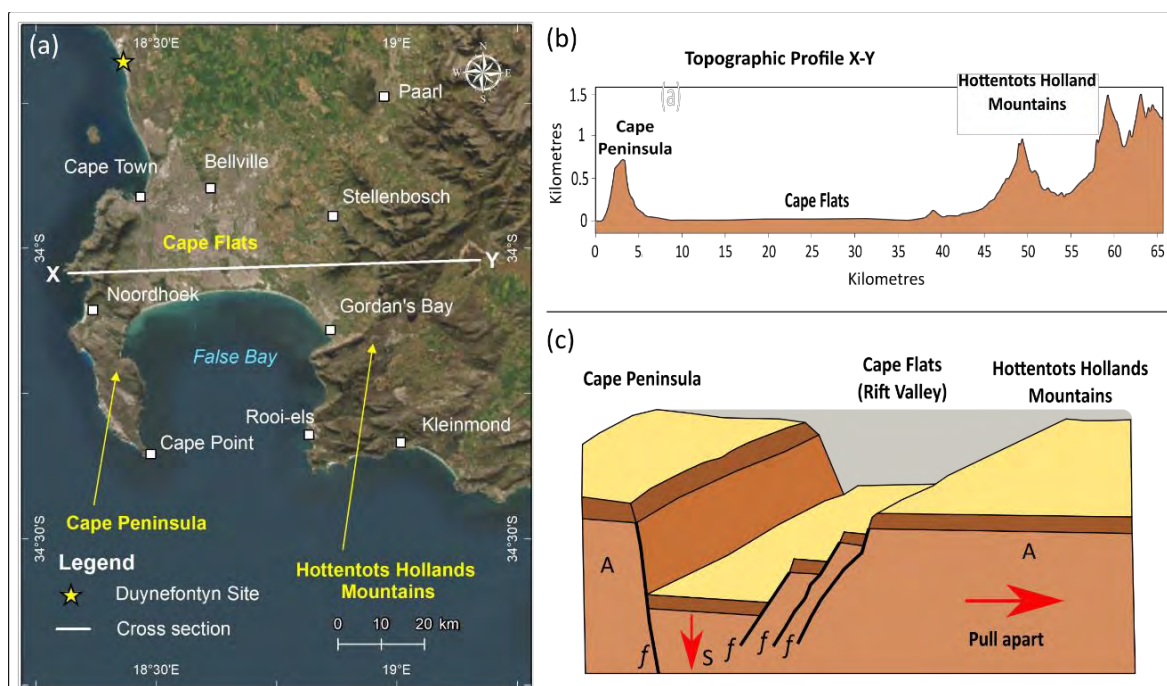 (a)
18°30'E
19°E
N
W E
S
Paarl
Cape Town
Bellville
Stellenbosch
Cape Flats
34°S
34°S
X
Y
Noordhoek
Gordan's Bay
False Bay
Rooi-els
Kleinmond
Cape Point
Cape Peninsula
Hottentots Hollands
Mountains
34°30'S
34°30'S
Legend
Duynefontyn Site
Cross section
0 10 20 km
18°30'E
19°E
(b)
Topographic Profile X-Y
(a)
Hottentots Holland
Mountains
Cape
Peninsula
Cape Flats
Kilometres
1.5
1
0.5
0
0 5 10 15 20 25 30 35 40 45 50 55 60 65
Kilometres
(c)
Cape Peninsula
Cape Flats
(Rift Valley)
Hottentots Hollands
Mountains
A
A
Pull apart
f
S
f
f
f